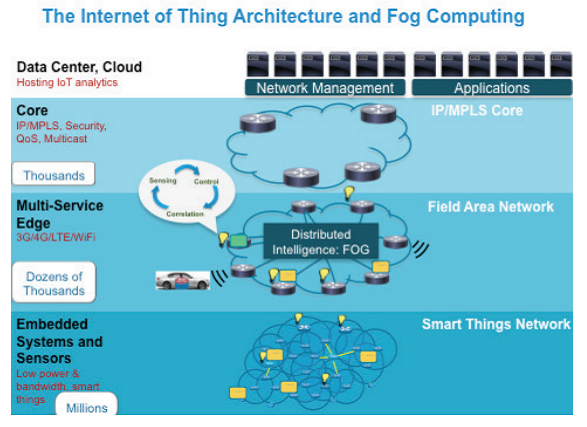 The Internet of Thing Architecture and Fog Computing
Data Center, Cloud
Hosting IoT analytics
Network Management
Applications
Core
IP/MPLS, Security,
QoS, Multicast
IP/MPLS Core
Thousands
Sensing
Control
Correlation
Multi-Service
Edge
3G/4G/LTE/WiFi
Field Area Network
Distributed
Intelligence: FOG
Dozens of
Thousands
Embedded
Systems and
Sensors
Low power &
bandwidth, smart
things
Smart Things Network
Millions